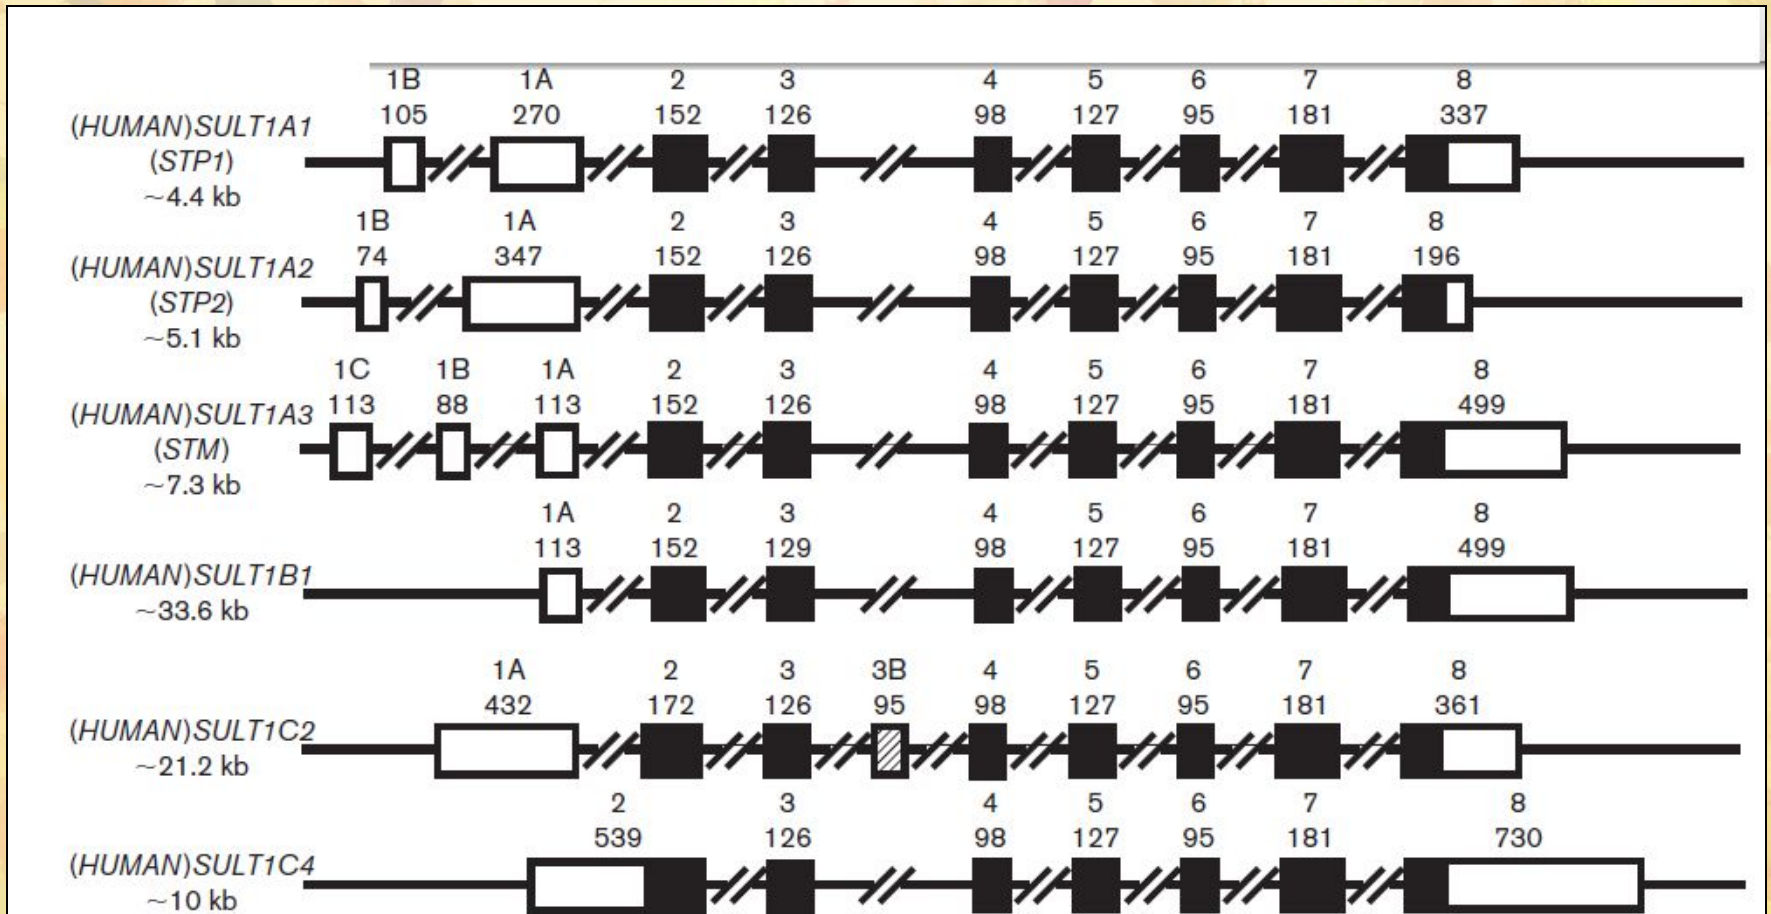 1B 1A 2 3 4 5 6 7 8
105 270 152 126 98 127 95 181 337
(HUMAN)SULT1A1
(STP1)
~4.4 kb
1B 1A 2 3 4 5 6 7 8
74 347 152 126 98 127 95 181 196
(HUMAN)SULT1A2
(STP2)
~5.1 kb
1C 1B 1A 2 3 4 5 6 7 8
113 88 113 152 126 98 127 95 181 499
(HUMAN)SULT1A3
(STM)
~7.3 kb
1A 2 3 4 5 6 7 8
113 152 129 98 127 95 181 499
(HUMAN)SULT1B1
~33.6 kb
1A 2 3 3B 4 5 6 7 8
432 172 126 95 98 127 95 181 361
(HUMAN)SULT1C2
~21.2 kb
2 3 4 5 6 7 8
539 126 98 127 95 181 730
(HUMAN)SULT1C4
~10 kb